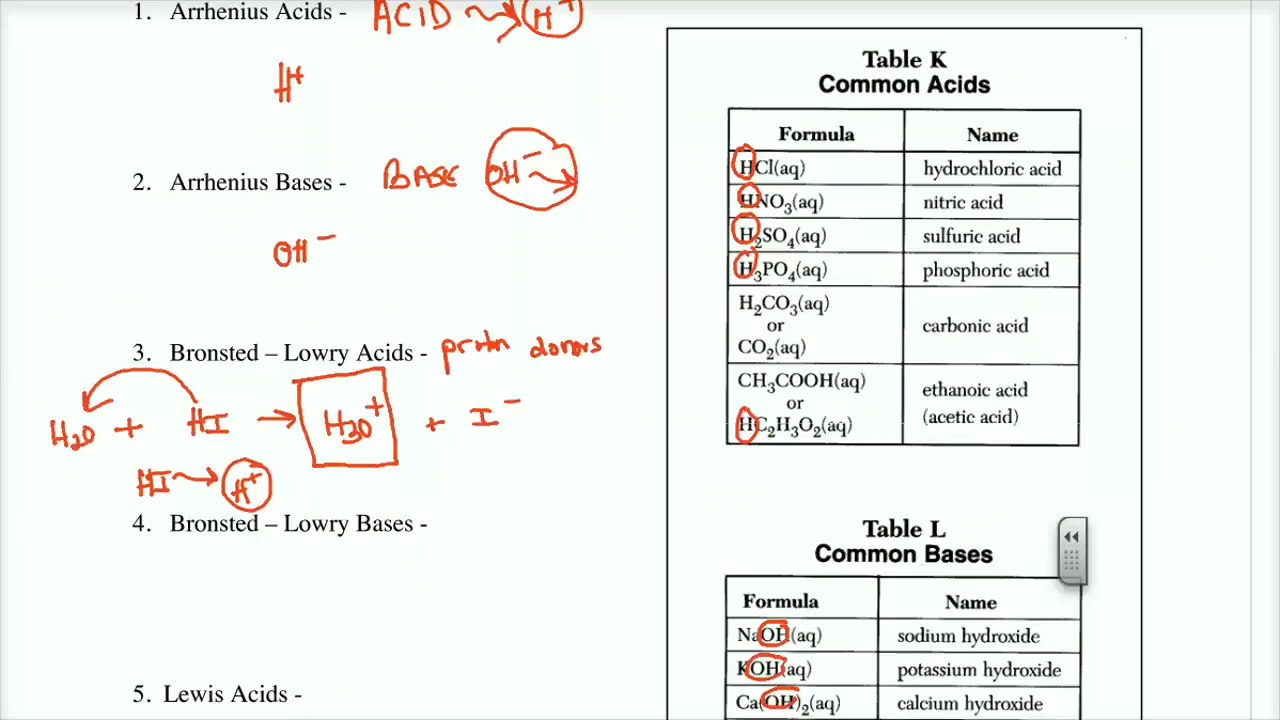 1. Arrhenius Acids - ACID H⁺
H⁺
2. Arrhenius Bases - BASE OH⁻
OH⁻
3. Bronsted – Lowry Acids - protn donors
H₂O + HI → H₃O⁺ + I⁻
HI → H⁺
4. Bronsted – Lowry Bases -
5. Lewis Acids -
Table K
Common Acids
Formula Name
HCl(aq) hydrochloric acid
HNO₃(aq) nitric acid
H₂SO₄(aq) sulfuric acid
H₃PO₄(aq) phosphoric acid
H₂CO₃(aq)
or
CO₂(aq)
carbonic acid
CH₃COOH(aq)
or
HC₂H₃O₂(aq)
ethanoic acid
(acetic acid)
Table L
Common Bases
Formula Name
NaOH(aq) sodium hydroxide
KOH(aq) potassium hydroxide
Ca(OH)₂(aq) calcium hydroxide